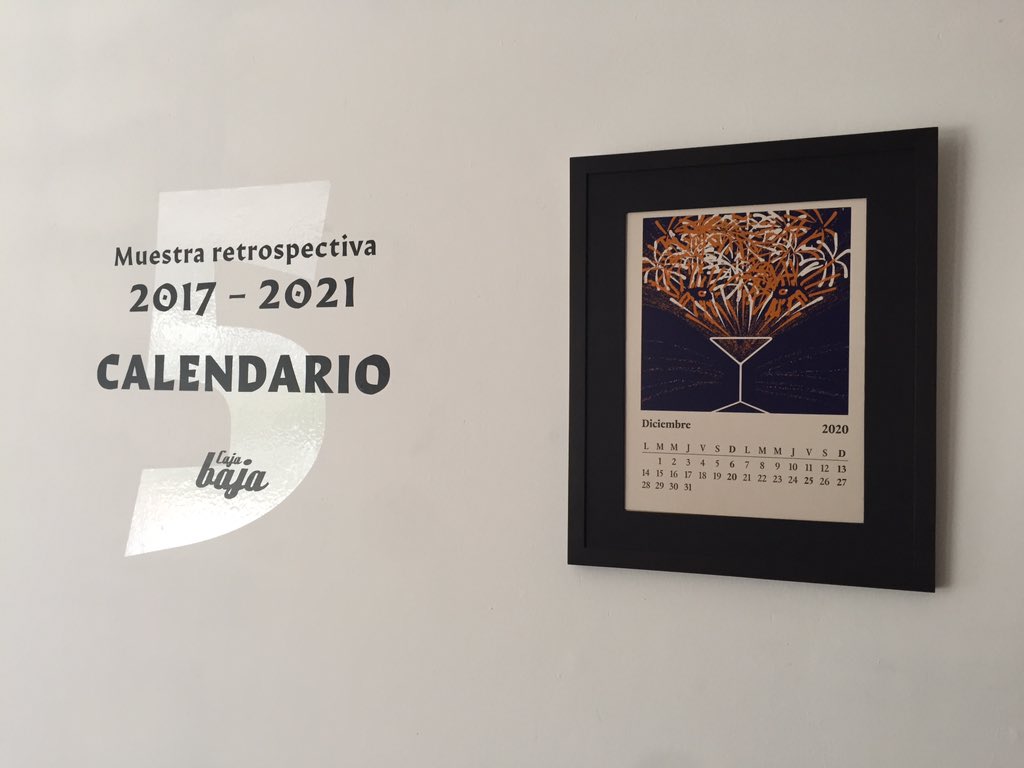 5
Muestra retrospectiva
2017 - 2021
CALENDARIO
Caja
baja
Diciembre 2020
L M M J V S D L M M J V S D
1 2 3 4 5 6 7 8 9 10 11 12 13
14 15 16 17 18 19 20 21 22 23 24 25 26 27
28 29 30 31